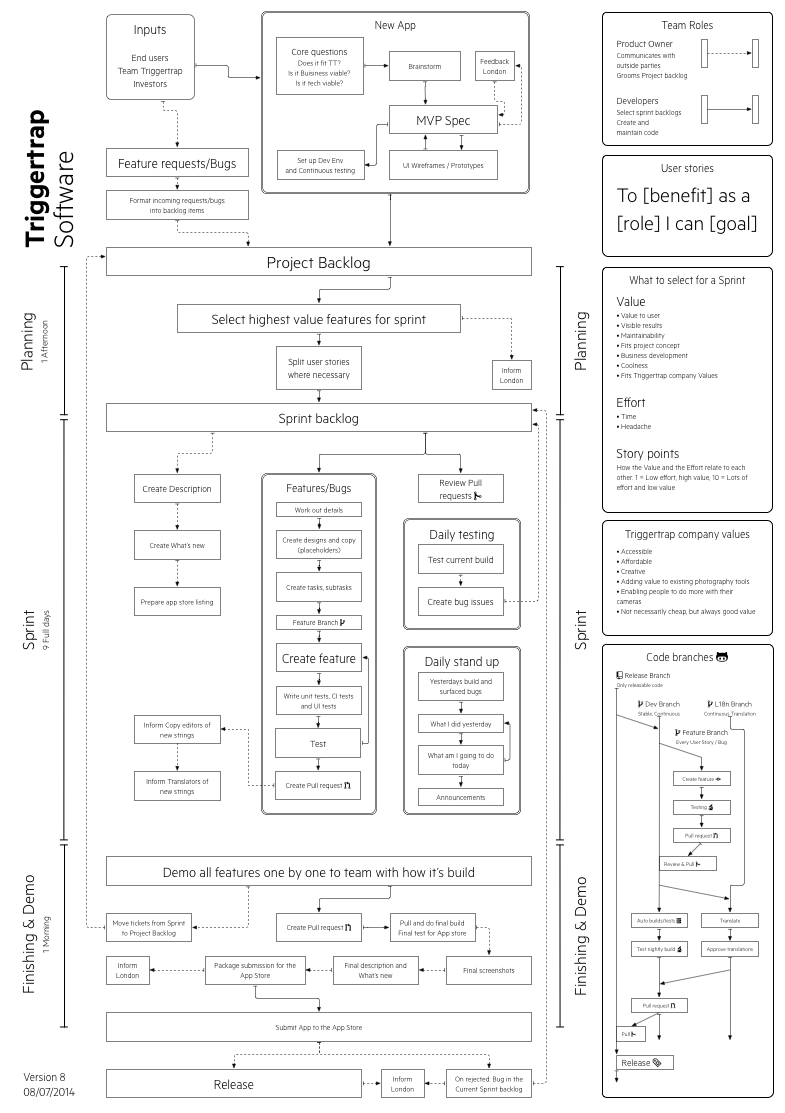 Triggertrap
Software
Inputs
End users
Team Triggertrap
Investors
Feature requests/Bugs
Format incoming requests/bugs
into backlog items
New App
Core questions
Does it fit TT?
Is it Buisiness viable?
Is it tech viable?
Brainstorm
Feedback
London
MVP Spec
Set up Dev Env
and Continuous testing
UI Wireframes / Prototypes
Project Backlog
Planning
1 Afternoon
Select highest value features for sprint
Split user stories
where necessary
Inform
London
Planning
Sprint backlog
Sprint
9 Full days
Create Description
Create What's new
Prepare app store listing
Inform Copy editors of
new strings
Inform Translators of
new strings
Features/Bugs
Work out details
Create designs and copy
(placeholders)
Create tasks, subtasks
Feature Branch
Create feature
Write unit tests, CI tests
and UI tests
Test
Create Pull request
Review Pull
requests
Daily testing
Test current build
Create bug issues
Daily stand up
Yesterdays build and
surfaced bugs
What I did yesterday
What am I going to do
today
Announcements
Sprint
Finishing & Demo
1 Morning
Demo all features one by one to team with how it's build
Move tickets from Sprint
to Project Backlog
Create Pull request
Pull and do final build
Final test for App store
Inform
London
Package submission for the
App Store
Final description and
What's new
Final screenshots
Submit App to the App Store
Release
Inform
London
On rejected: Bug in the
Current Sprint backlog
Finishing & Demo
Version 8
08/07/2014
Team Roles
Product Owner
Communicates with
outside parties
Grooms Project backlog
Developers
Select sprint backlogs
Create and
maintain code
User stories
To [benefit] as a
[role] I can [goal]
What to select for a Sprint
Value
• Value to user
• Visible results
• Maintainability
• Fits project concept
• Business development
• Coolness
• Fits Triggertrap company Values
Effort
• Time
• Headache
Story points
How the Value and the Effort relate to each
other. 1 = Low effort, high value, 10 = Lots of
effort and low value
Triggertrap company values
• Accessible
• Affordable
• Creative
• Adding value to existing photography tools
• Enabling people to do more with their
cameras
• Not necessarily cheap, but always good value
Code branches
Release Branch
Only releasable code
Dev Branch
Stable, Continuous
L18n Branch
Continuous, Translation
Feature Branch
Every User Story / Bug
Create feature
Testing
Pull request
Review & Pull
Auto builds/tests
Translate
Test nightly build
Approve translations
Pull request
Pull
Release